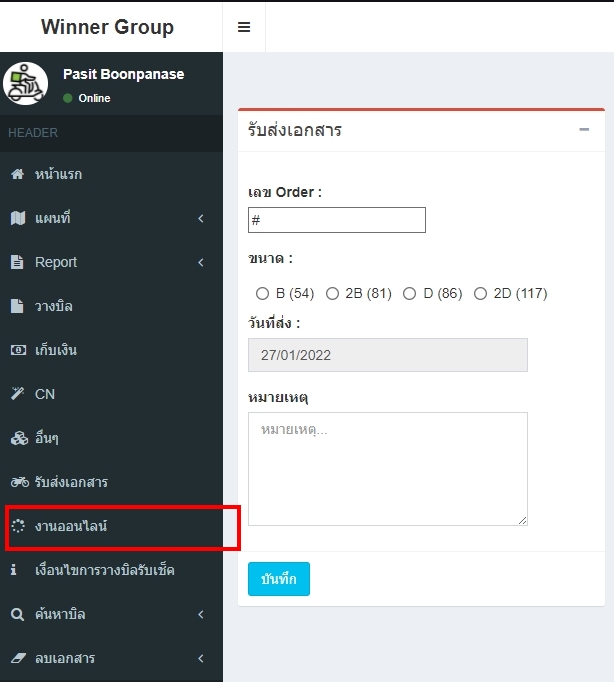 Winner Group
Pasit Boonpanase
Online
HEADER
หน้าแรก
แผนที่
Report
วางบิล
เก็บเงิน
CN
อื่นๆ
รับส่งเอกสาร
งานออนไลน์
เงื่อนไขการวางบิลรับเช็ค
ค้นหาบิล
ลบเอกสาร
รับส่งเอกสาร
เลข Order :
#
ขนาด :
B (54) 2B (81) D (86) 2D (117)
วันที่ส่ง :
27/01/2022
หมายเหตุ
หมายเหตุ...
บันทึก